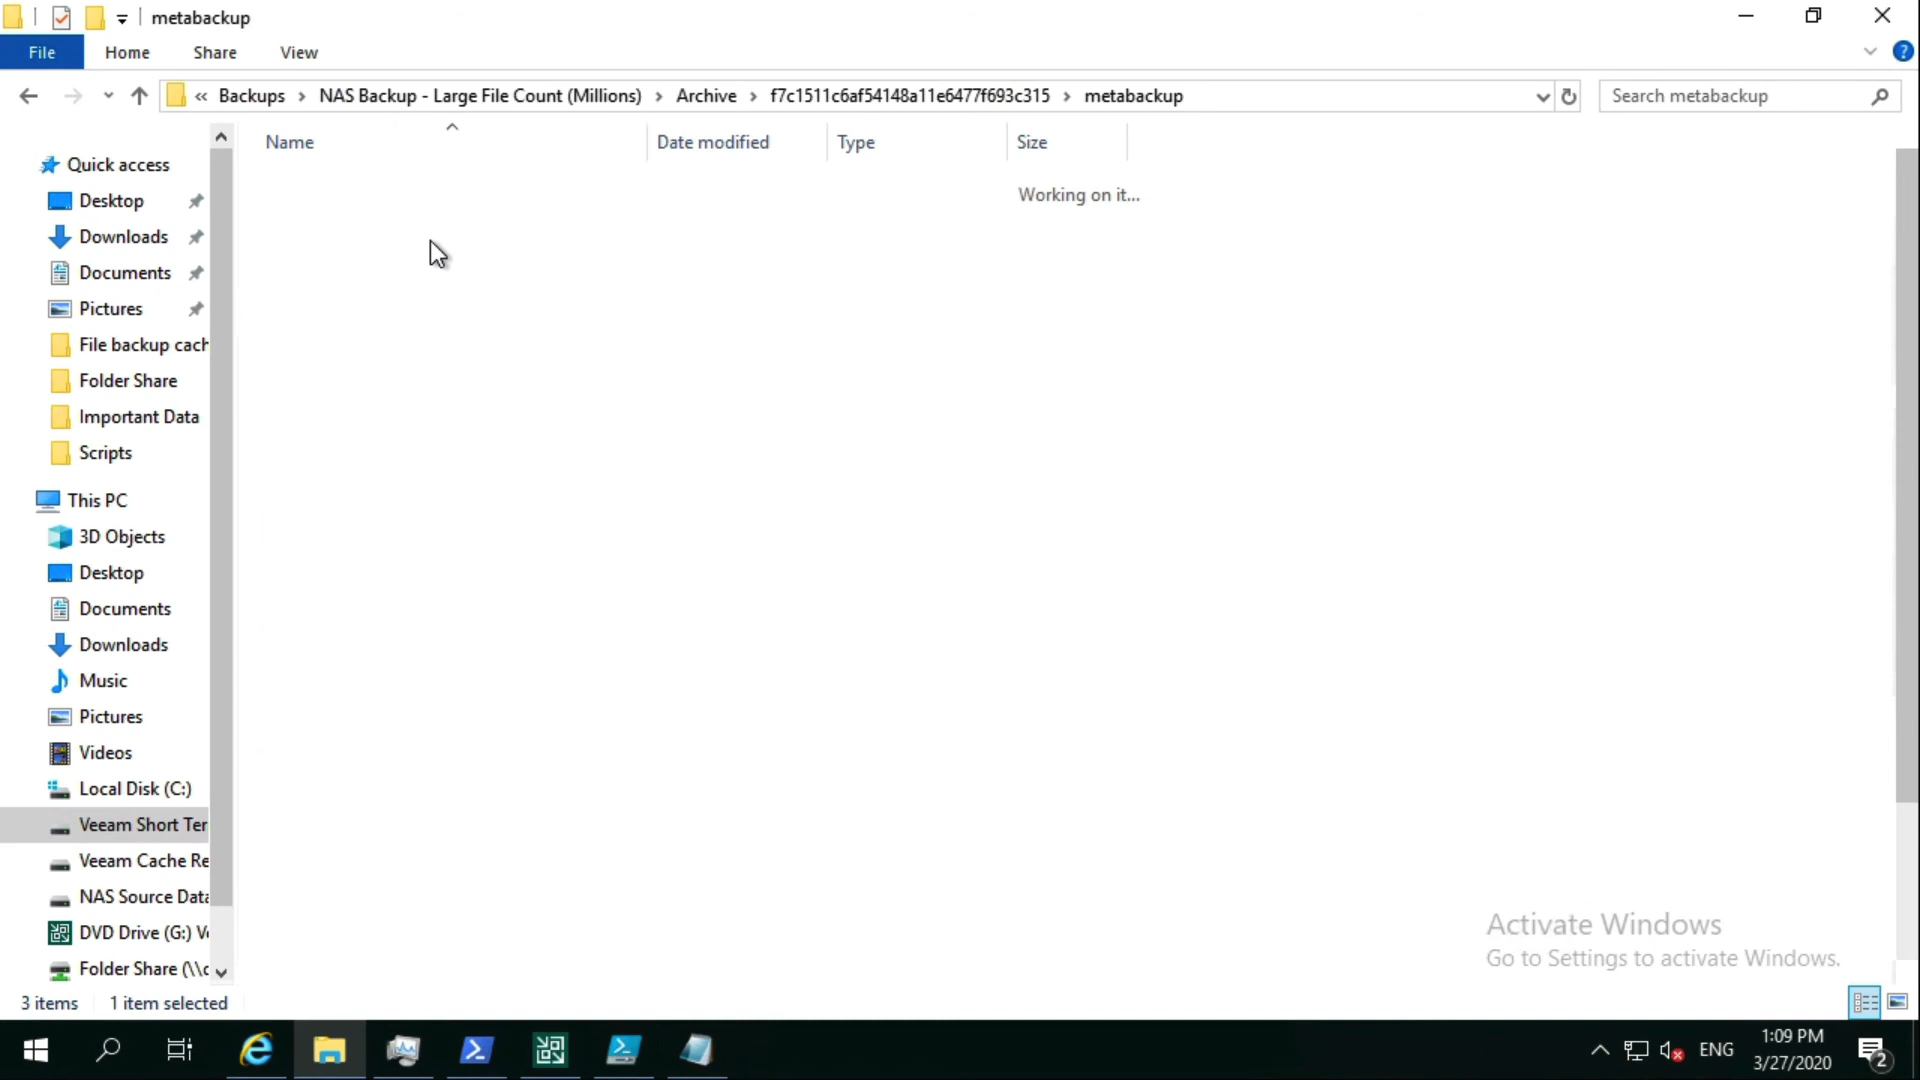 metabackup
File Home Share View
« Backups > NAS Backup - Large File Count (Millions) > Archive > f7c1511c6af54148a11e6477f693c315 > metabackup
Search metabackup
Name Date modified Type Size
Working on it...
Quick access
Desktop
Downloads
Documents
Pictures
File backup cach
Folder Share
Important Data
Scripts
This PC
3D Objects
Desktop
Documents
Downloads
Music
Pictures
Videos
Local Disk (C:)
Veeam Short Ter
Veeam Cache Re
NAS Source Data
DVD Drive (G:) Ve
Folder Share (\\c
Activate Windows
Go to Settings to activate Windows.
3 items 1 item selected
ENG
1:09 PM
3/27/2020
2